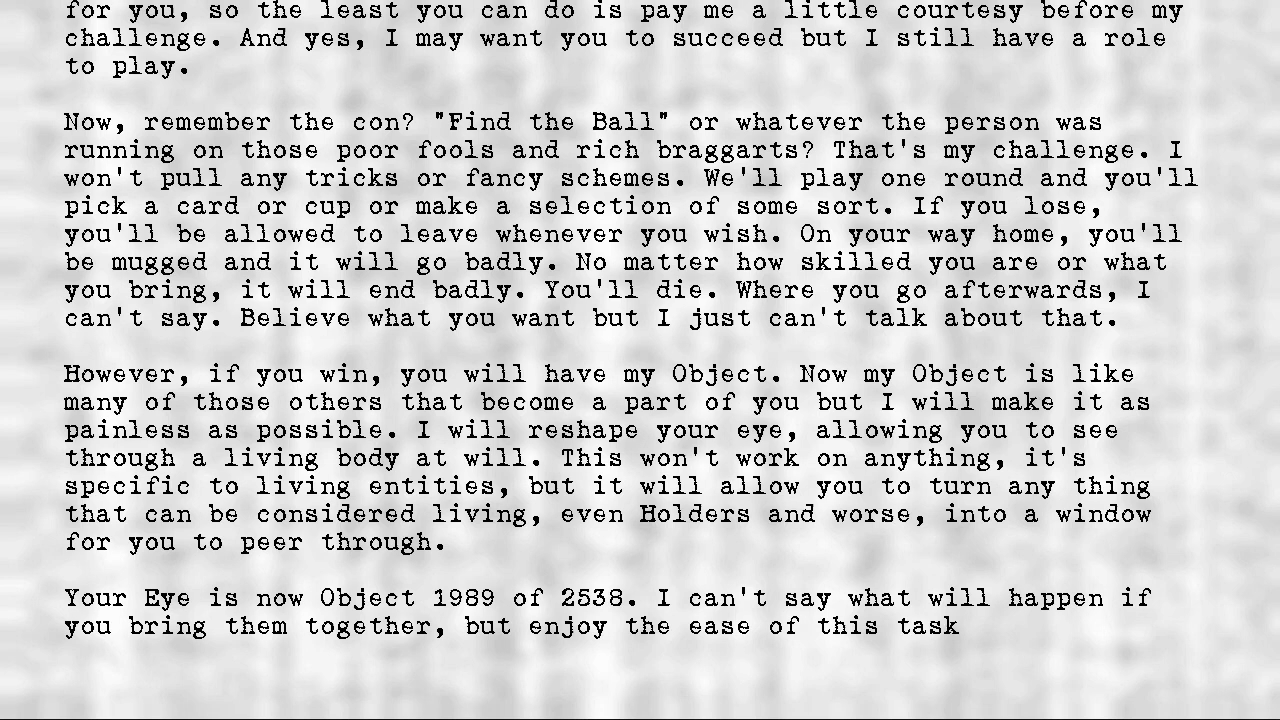 for you, so the least you can do is pay me a little courtesy before my
challenge. And yes, I may want you to succeed but I still have a role
to play.
Now, remember the con? "Find the Ball" or whatever the person was
running on those poor fools and rich braggarts? That's my challenge. I
won't pull any tricks or fancy schemes. We'll play one round and you'll
pick a card or cup or make a selection of some sort. If you lose,
you'll be allowed to leave whenever you wish. On your way home, you'll
be mugged and it will go badly. No matter how skilled you are or what
you bring, it will end badly. You'll die. Where you go afterwards, I
can't say. Believe what you want but I just can't talk about that.
However, if you win, you will have my Object. Now my Object is like
many of those others that become a part of you but I will make it as
painless as possible. I will reshape your eye, allowing you to see
through a living body at will. This won't work on anything, it's
specific to living entities, but it will allow you to turn any thing
that can be considered living, even Holders and worse, into a window
for you to peer through.
Your Eye is now Object 1989 of 2538. I can't say what will happen if
you bring them together, but enjoy the ease of this task